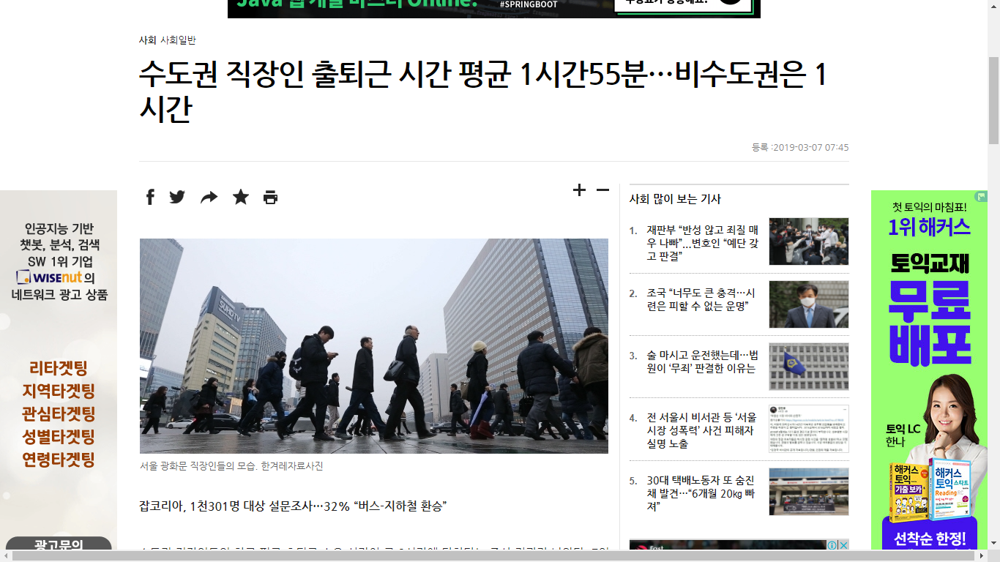 Java 웹 개발 마스터 Online.
#SPRINGBOOT
사회 사회일반
수도권 직장인 출퇴근 시간 평균 1시간55분…비수도권은 1
시간
등록 :2019-03-07 07:45
서울 광화문 직장인들의 모습. 한겨레자료사진
잡코리아, 1천301명 대상 설문조사…32% “버스-지하철 환승”
사회 많이 보는 기사
1. 재판부 “반성 않고 죄질 매
우 나빠”…변호인 “예단 갖
고 판결”
2. 조국 “너무도 큰 충격…시
련은 피할 수 없는 운명”
3. 술 마시고 운전했는데…법
원이 ‘무죄’ 판결한 이유는
4. 전 서울시 비서관 등 ‘서울
시장 성폭력’ 사건 피해자
실명 노출
5. 30대 택배노동자 또 숨진
채 발견…“6개월 20㎏ 빠
져”
인공지능 기반
챗봇, 분석, 검색
SW 1위 기업
WISEnut의
네트워크 광고 상품
리타겟팅
지역타겟팅
관심타겟팅
성별타겟팅
연령타겟팅
광고문의
첫 토익의 마침표!
1위 해커스
토익교재
무료
배포
토익 LC
한나
해커스
토익
기출 보카
해커스
토익 스타트
Reading
선착순 한정!
SUHDTV
fast